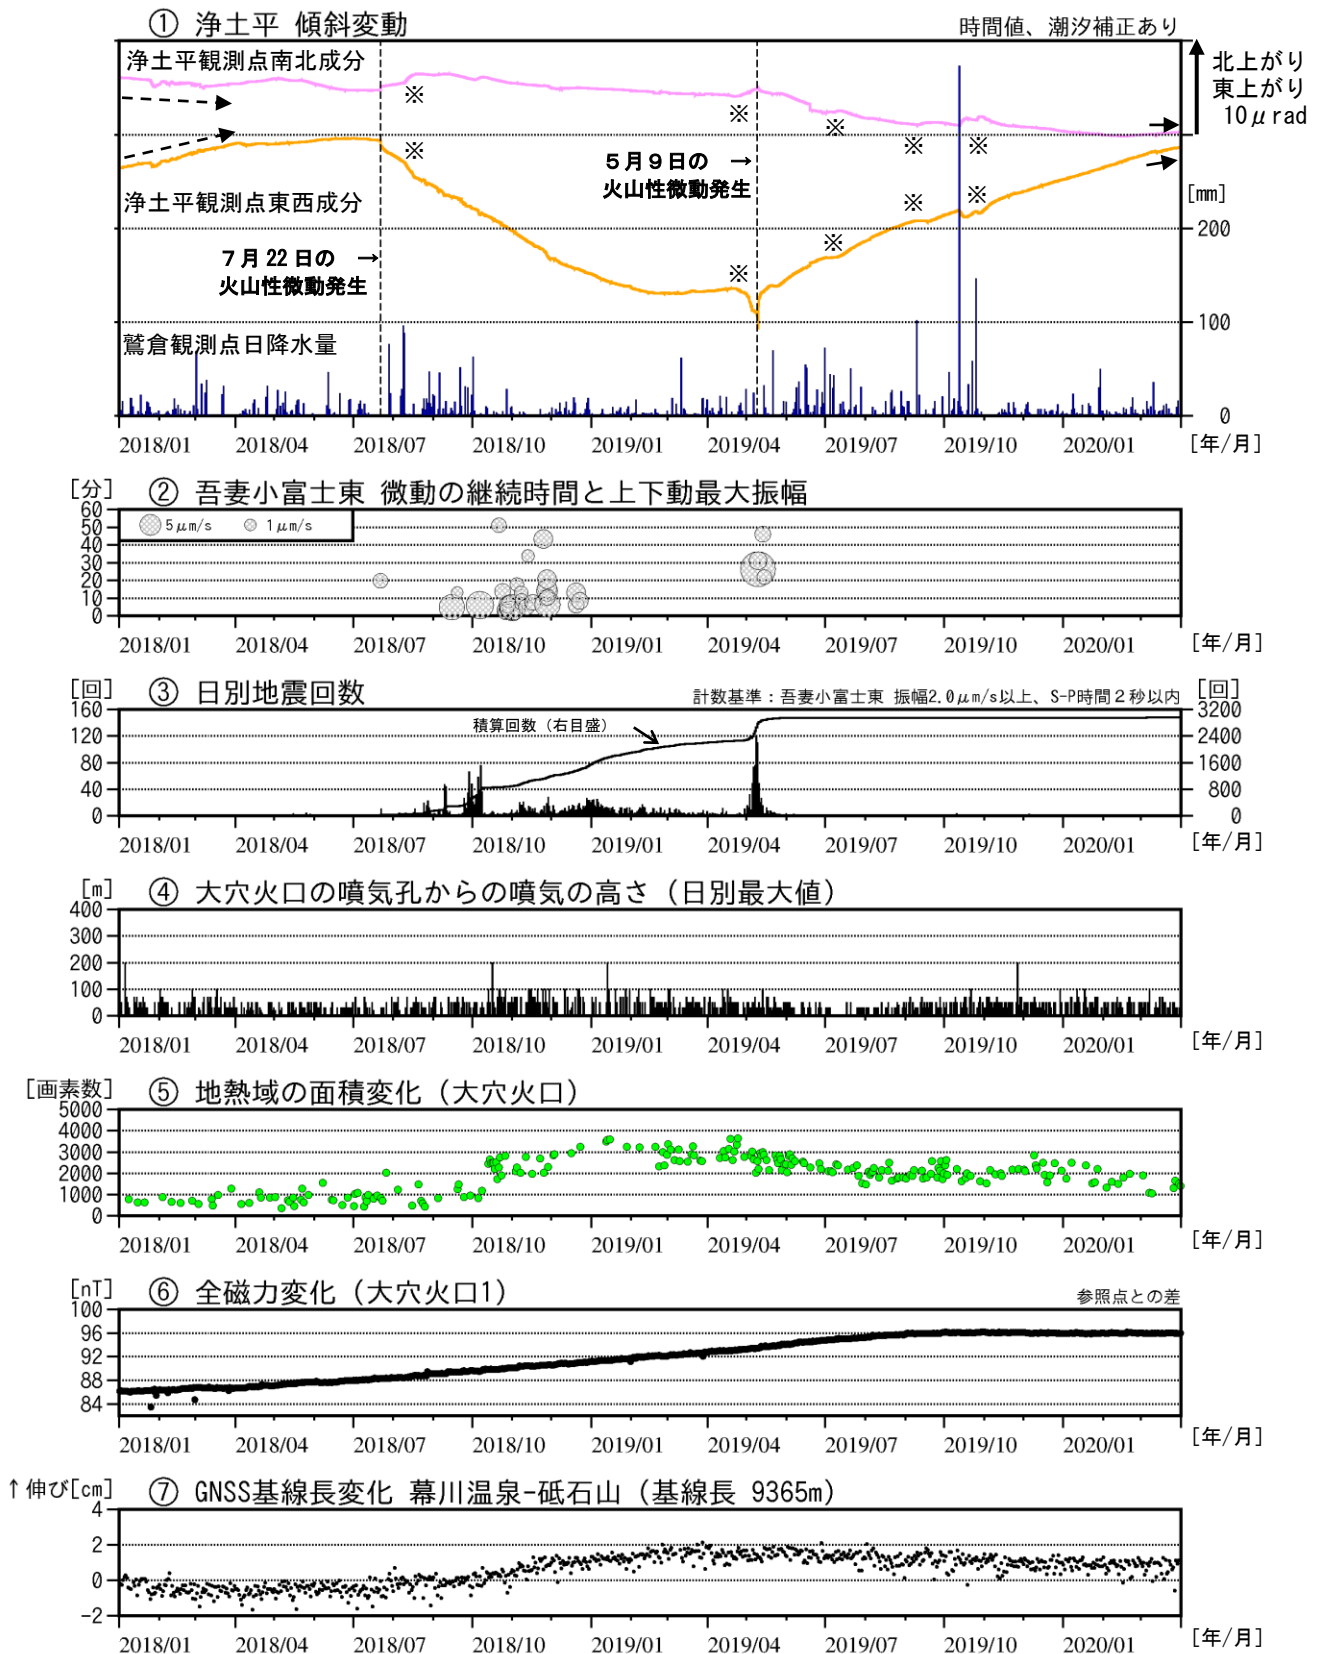 ① 浄土平 傾斜変動
時間値、潮汐補正あり
浄土平観測点南北成分
北上がり
東上がり
10μrad
※
※
※
※
※
※
※
※
※
※
5月9日の →
火山性微動発生
浄土平観測点東西成分
7月22日の →
火山性微動発生
鷲倉観測点日降水量
[mm]
200
100
0
2018/01 2018/04 2018/07 2018/10 2019/01 2019/04 2019/07 2019/10 2020/01 [年/月]
[分] ② 吾妻小富士東 微動の継続時間と上下動最大振幅
5μm/s 1μm/s
60
50
40
30
20
10
0
2018/01 2018/04 2018/07 2018/10 2019/01 2019/04 2019/07 2019/10 2020/01 [年/月]
[回] ③ 日別地震回数
計数基準：吾妻小富士東 振幅2.0μm/s以上、S-P時間２秒以内 [回]
積算回数（右目盛）
160 3200
120 2400
80 1600
40 800
0 0
2018/01 2018/04 2018/07 2018/10 2019/01 2019/04 2019/07 2019/10 2020/01 [年/月]
[m] ④ 大穴火口の噴気孔からの噴気の高さ（日別最大値）
400
300
200
100
0
2018/01 2018/04 2018/07 2018/10 2019/01 2019/04 2019/07 2019/10 2020/01 [年/月]
[画素数] ⑤ 地熱域の面積変化（大穴火口）
5000
4000
3000
2000
1000
0
2018/01 2018/04 2018/07 2018/10 2019/01 2019/04 2019/07 2019/10 2020/01 [年/月]
[nT] ⑥ 全磁力変化（大穴火口1）
参照点との差
100
96
92
88
84
2018/01 2018/04 2018/07 2018/10 2019/01 2019/04 2019/07 2019/10 2020/01 [年/月]
↑伸び[cm] ⑦ GNSS基線長変化 幕川温泉-砥石山（基線長 9365m）
4
2
0
-2
2018/01 2018/04 2018/07 2018/10 2019/01 2019/04 2019/07 2019/10 2020/01 [年/月]